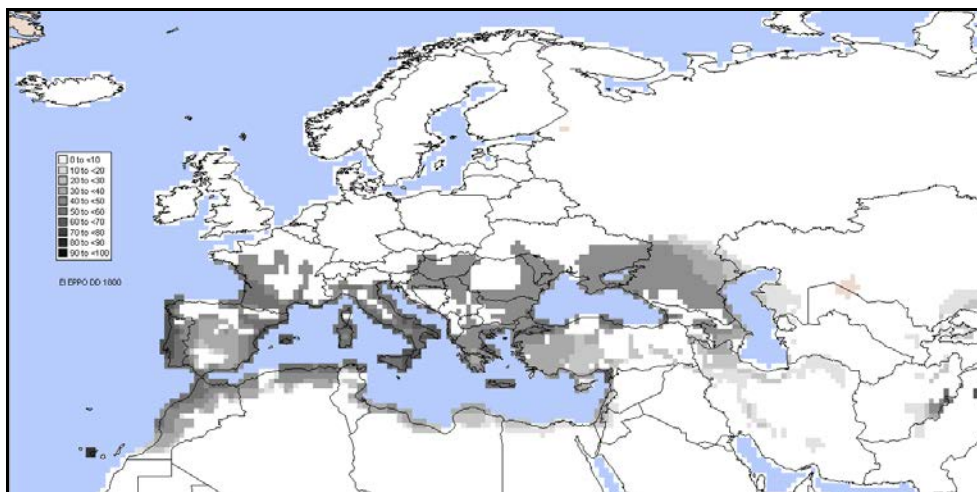 0 to <10
10 to <20
20 to <30
30 to <40
40 to <50
50 to <60
60 to <70
70 to <80
80 to <90
90 to <100
EI EPPO DD 1000